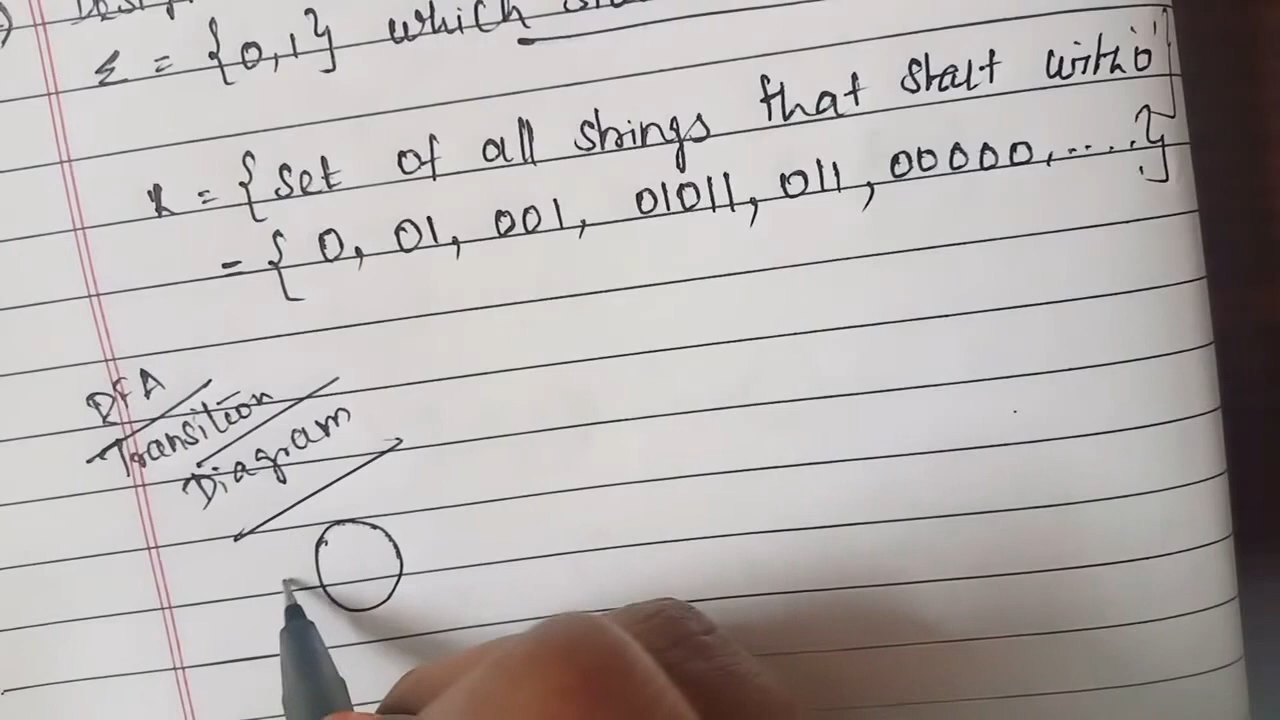 Σ = {0,1} which
L = {set of all strings that start with '0'}
= {0, 01, 001, 01011, 011, 00000, .....}
DFA
Transition
Diagram